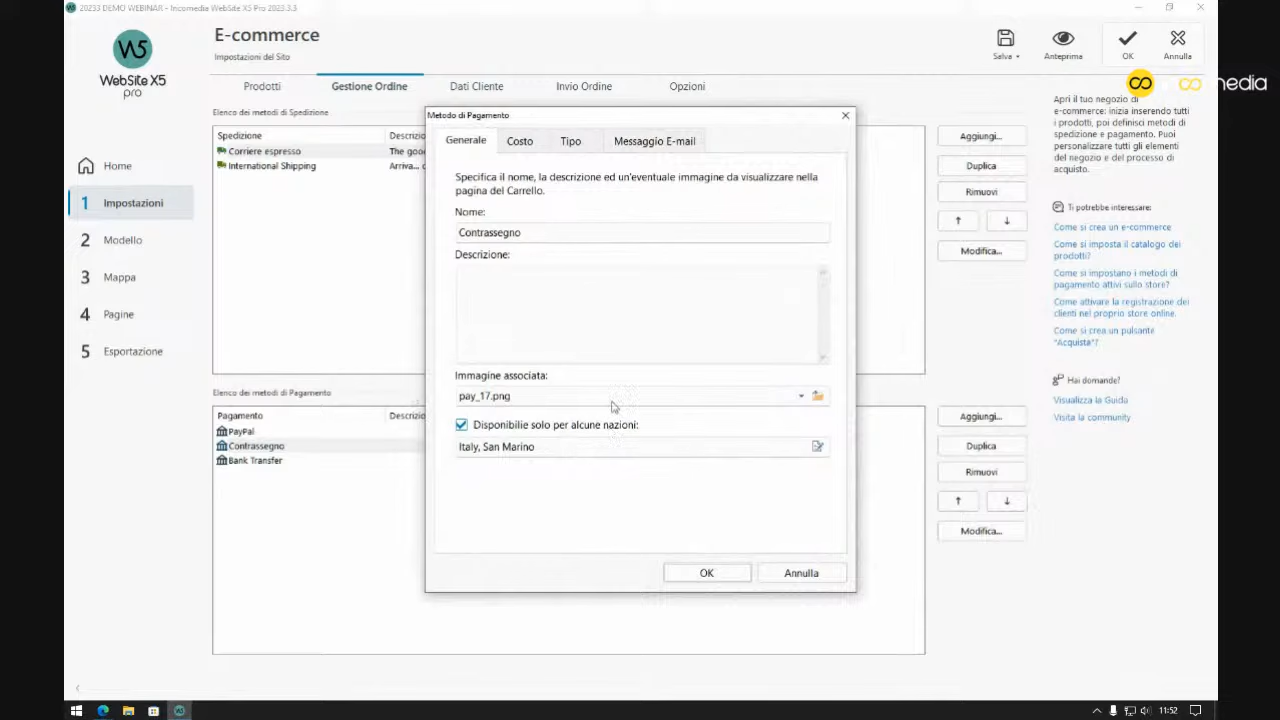 20233 DEMO WEBINAR - Incomedia WebSite X5 Pro 2023.3.3
W5
WebSite X5
pro
E-commerce
Impostazioni del Sito
Salva
Anteprima
OK
Annulla
Prodotti
Gestione Ordine
Dati Cliente
Invio Ordine
Opzioni
Home
1 Impostazioni
2 Modello
3 Mappa
4 Pagine
5 Esportazione
Elenco dei metodi di Spedizione
Spedizione
Descrizio
Corriere espresso
The goo
International Shipping
Arriva... c
Aggiungi...
Duplica
Rimuovi
↑
↓
Modifica...
Elenco dei metodi di Pagamento
Pagamento
Descrizio
PayPal
Contrassegno
Bank Transfer
Aggiungi...
Duplica
Rimuovi
↑
↓
Modifica...
Metodo di Pagamento
Generale
Costo
Tipo
Messaggio E-mail
Specifica il nome, la descrizione ed un'eventuale immagine da visualizzare nella
pagina del Carrello.
Nome:
Contrassegno
Descrizione:
Immagine associata:
pay_17.png
Disponibilie solo per alcune nazioni:
Italy, San Marino
OK
Annulla
media
Apri il tuo negozio di
e-commerce: inizia inserendo tutti
i prodotti, poi definisci metodi di
spedizione e pagamento. Puoi
personalizzare tutti gli elementi
del negozio e del processo di
acquisto.
Ti potrebbe interessare:
Come si crea un e-commerce
Come si imposta il catalogo dei
prodotti?
Come si impostano i metodi di
pagamento attivi sullo store?
Come attivare la registrazione dei
clienti nel proprio store online.
Come si crea un pulsante
"Acquista"?
Hai domande?
Visualizza la Guida
Visita la community
11:52